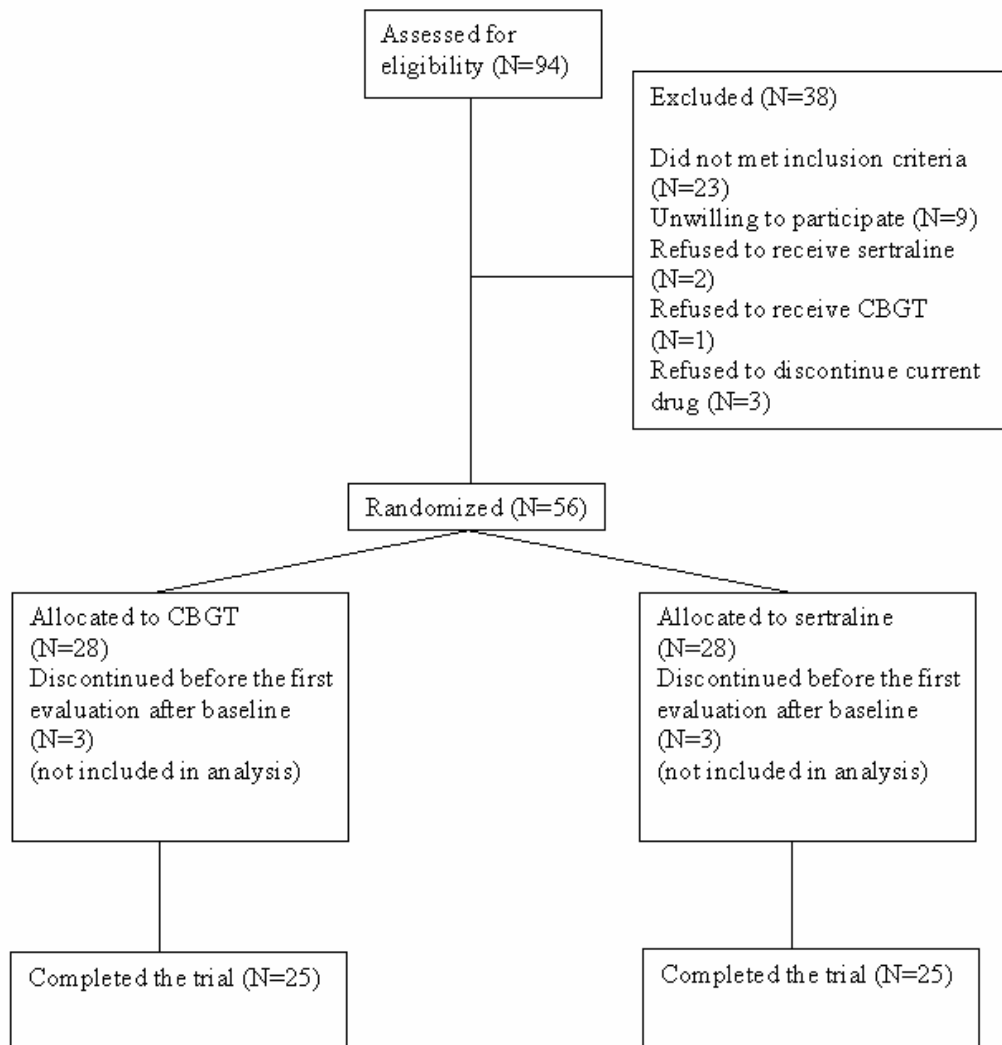 Assessed for
eligibility (N=94)
Excluded (N=38)
Did not met inclusion criteria
(N=23)
Unwilling to participate (N=9)
Refused to receive sertraline
(N=2)
Refused to receive CBGT
(N=1)
Refused to discontinue current
drug (N=3)
Randomized (N=56)
Allocated to CBGT
(N=28)
Discontinued before the first
evaluation after baseline
(N=3)
(not included in analysis)
Allocated to sertraline
(N=28)
Discontinued before the first
evaluation after baseline
(N=3)
(not included in analysis)
Completed the trial (N=25)
Completed the trial (N=25)